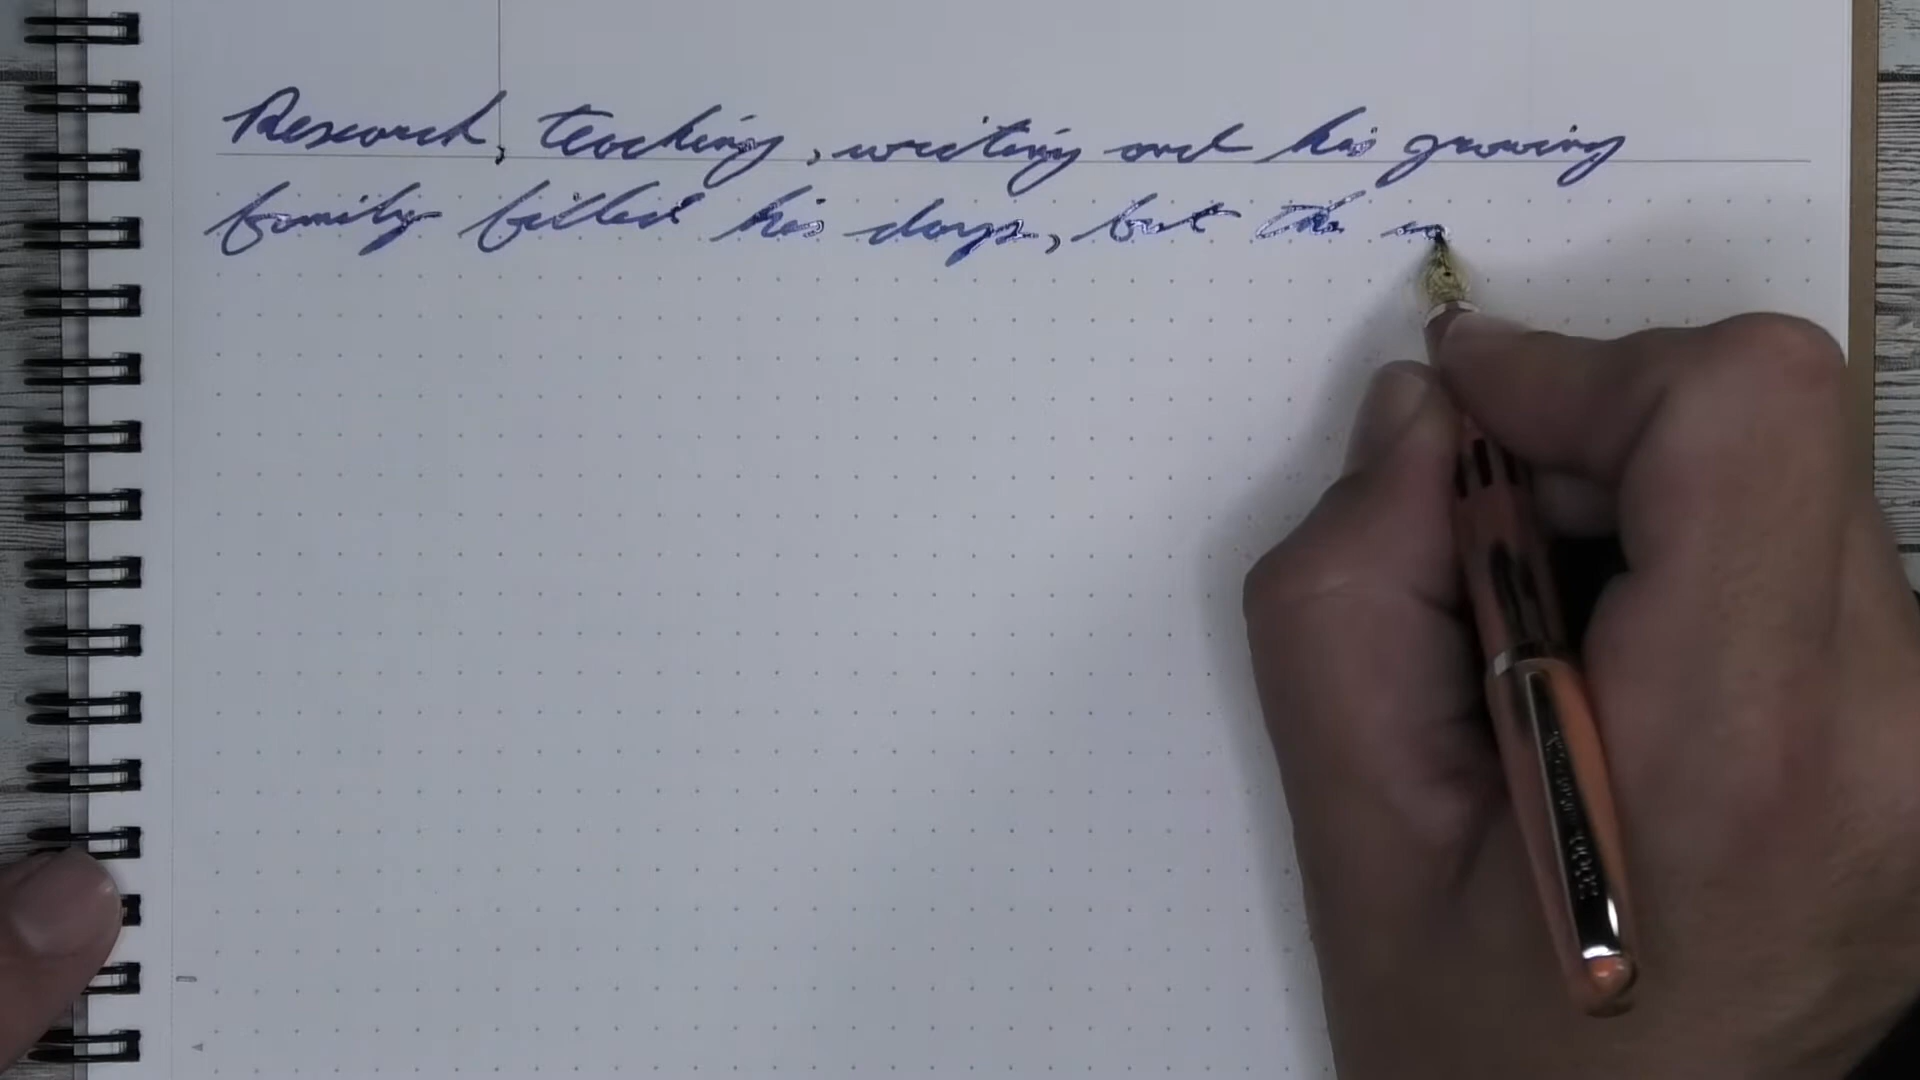 Research, teaching, writing and his growing
family filled his days, but the